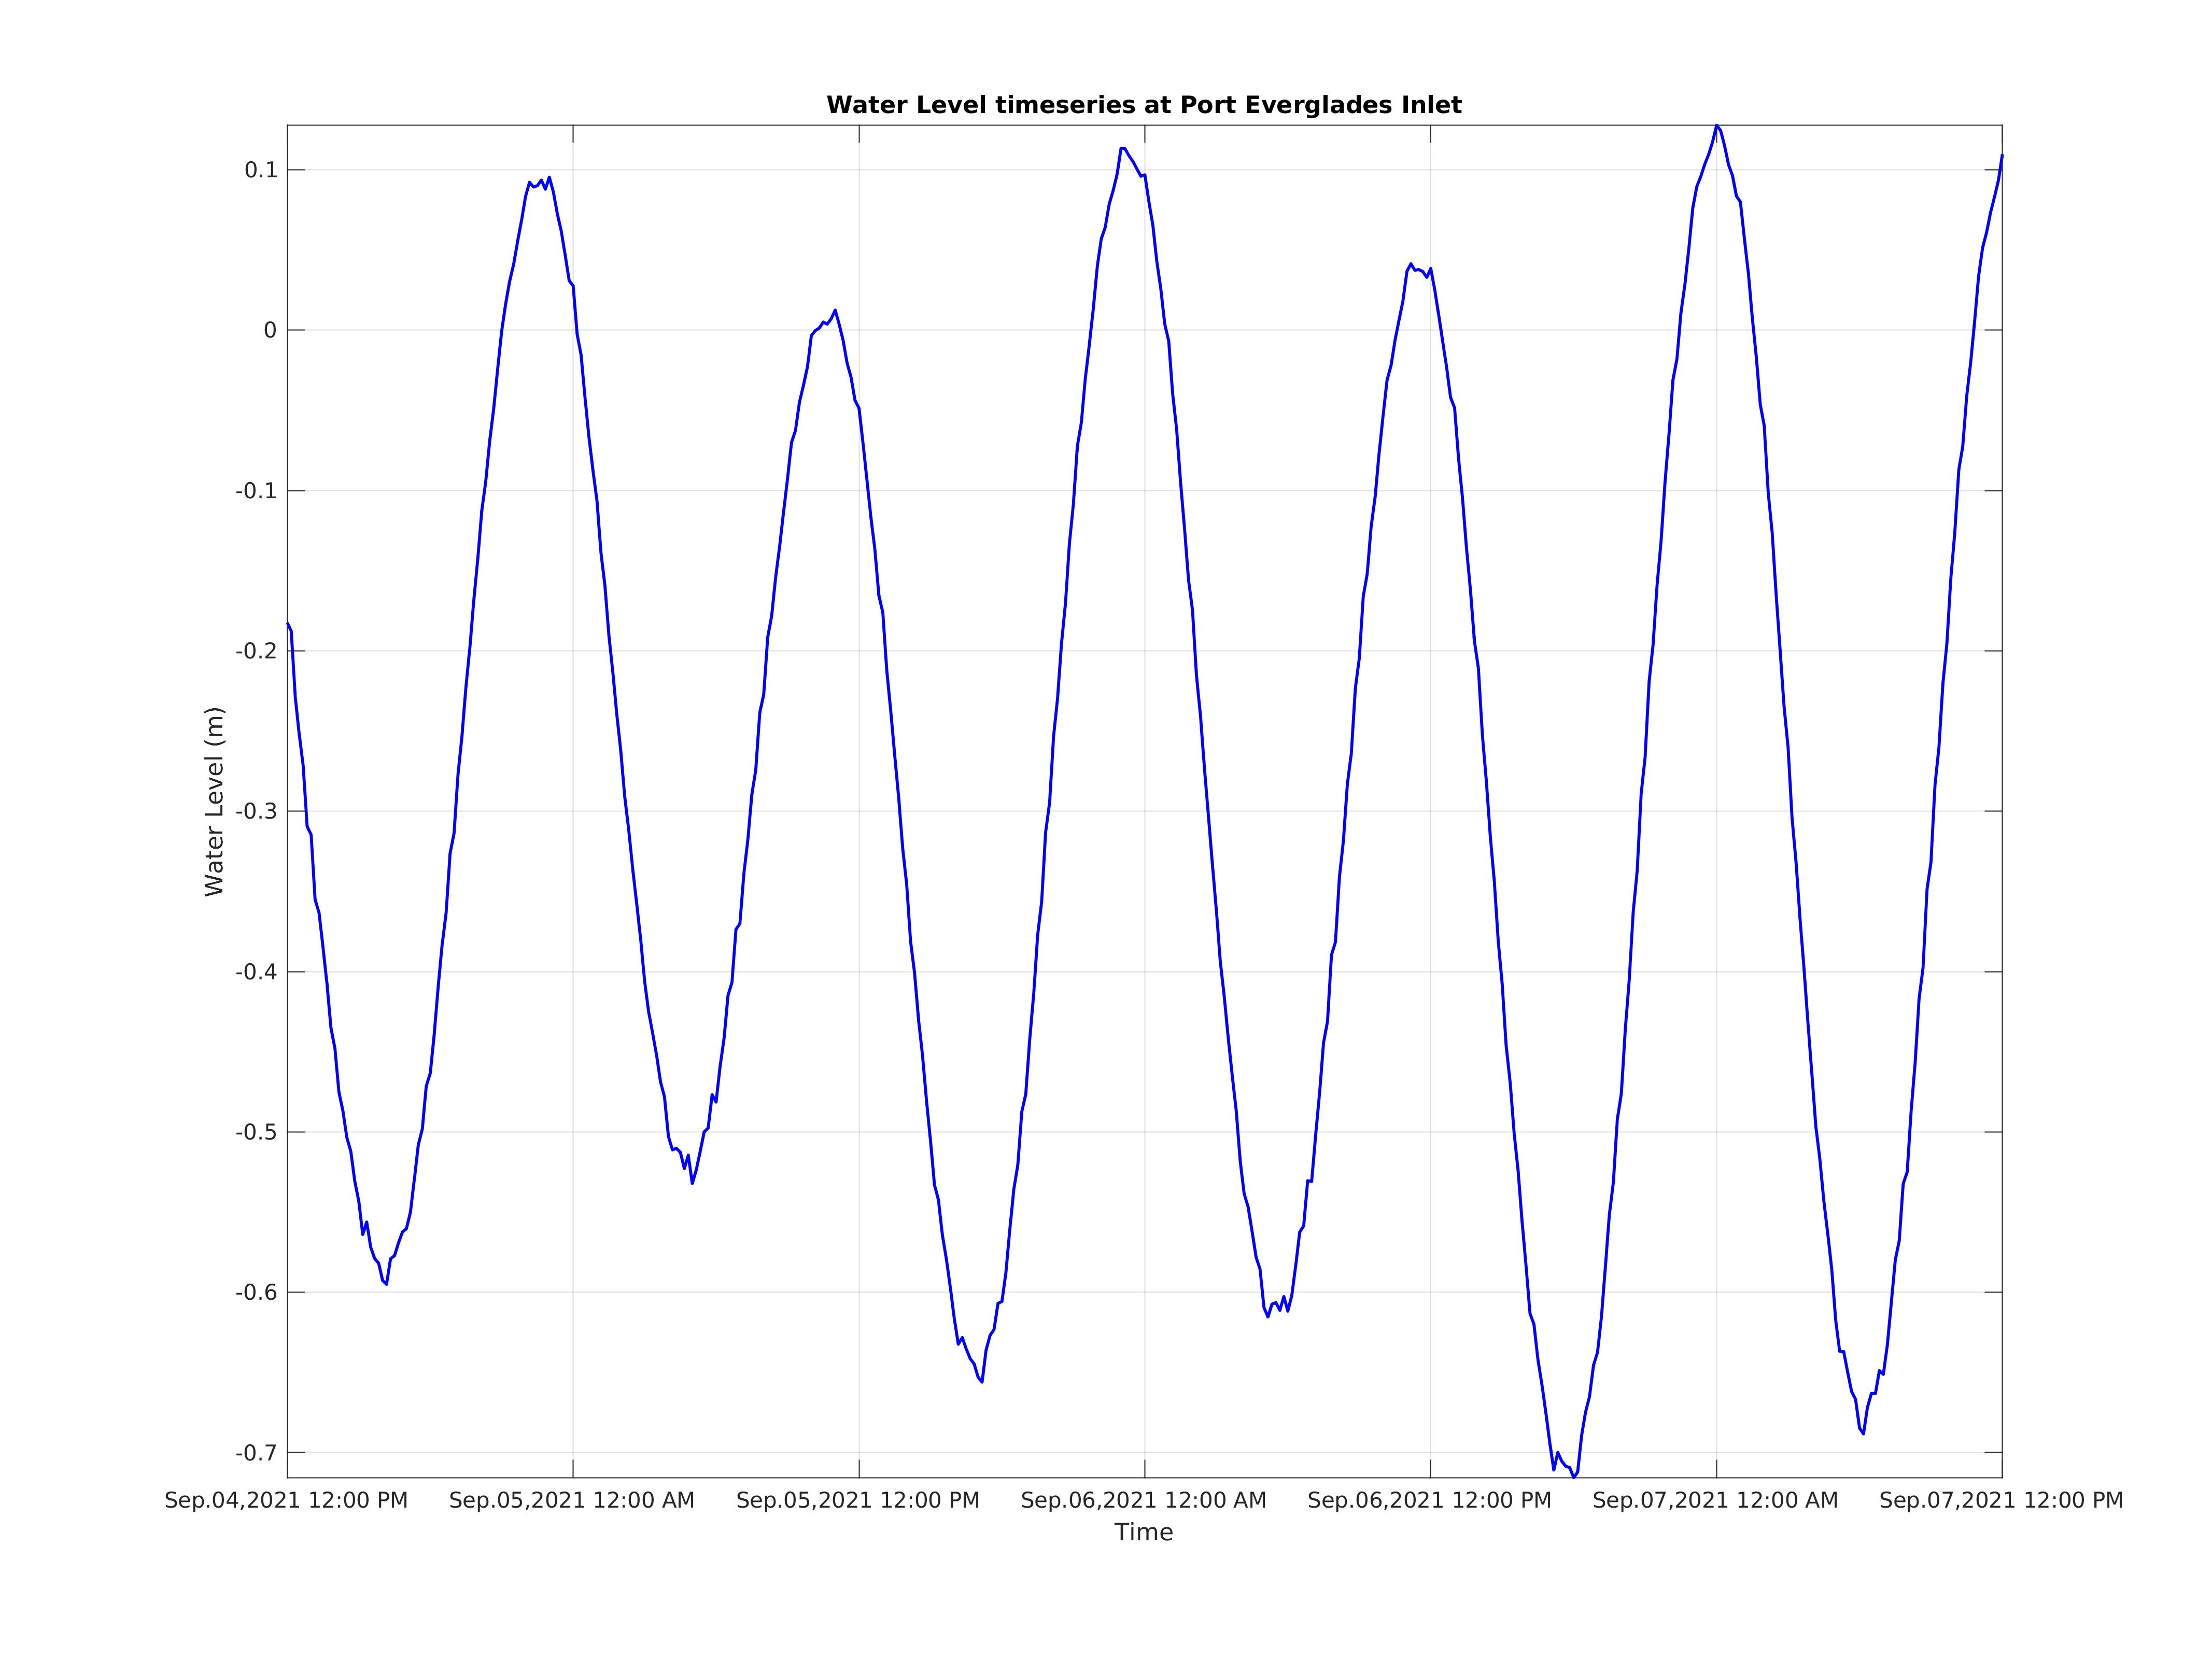 Water Level timeseries at Port Everglades Inlet
0.1
0
-0.1
-0.2
-0.3
-0.4
-0.5
-0.6
-0.7
Water Level (m)
Sep.04,2021 12:00 PM
Sep.05,2021 12:00 AM
Sep.05,2021 12:00 PM
Sep.06,2021 12:00 AM
Sep.06,2021 12:00 PM
Sep.07,2021 12:00 AM
Sep.07,2021 12:00 PM
Time